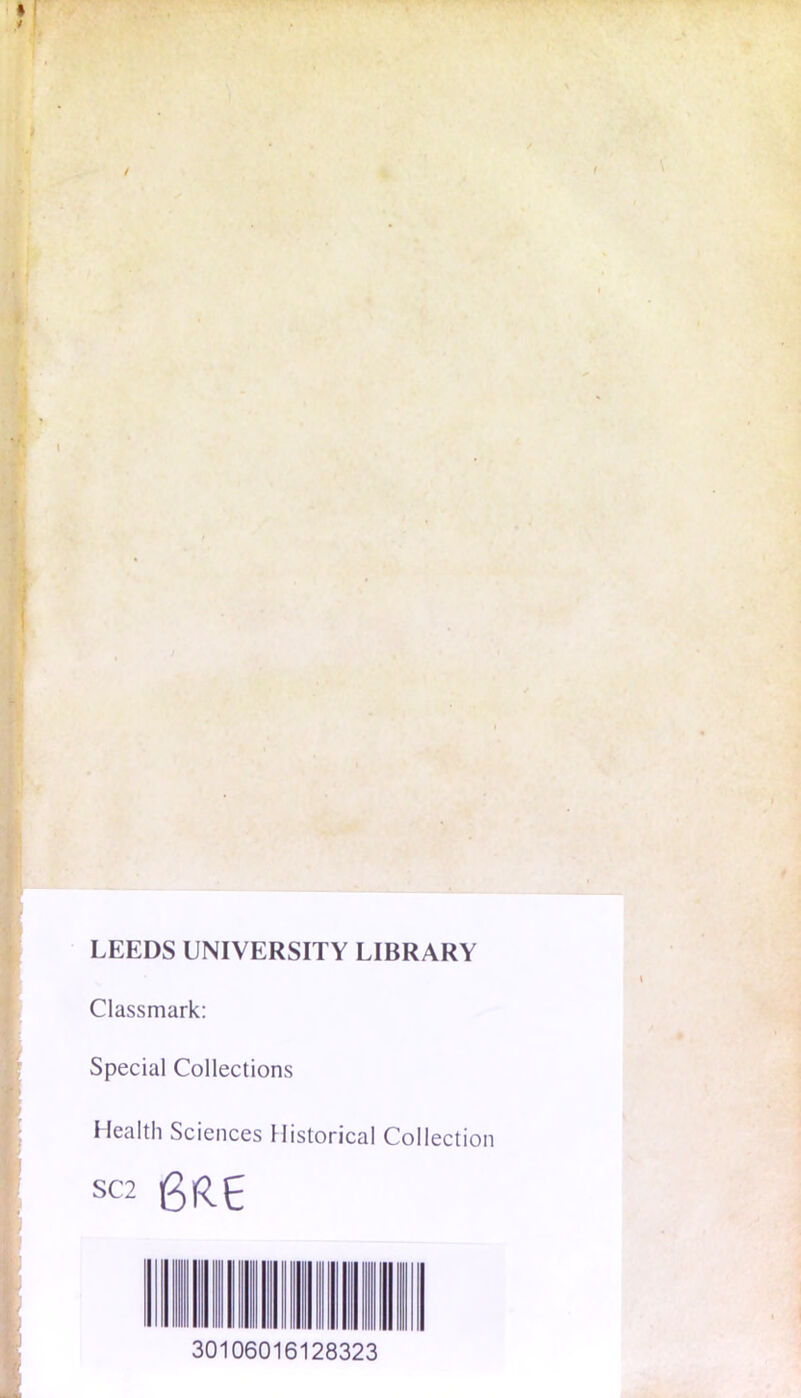 LEEDS UNIVERSITY LIBRARY
Classmark:
Special Collections
Health Sciences Historical Collection
SC2 BRE
30106016128323